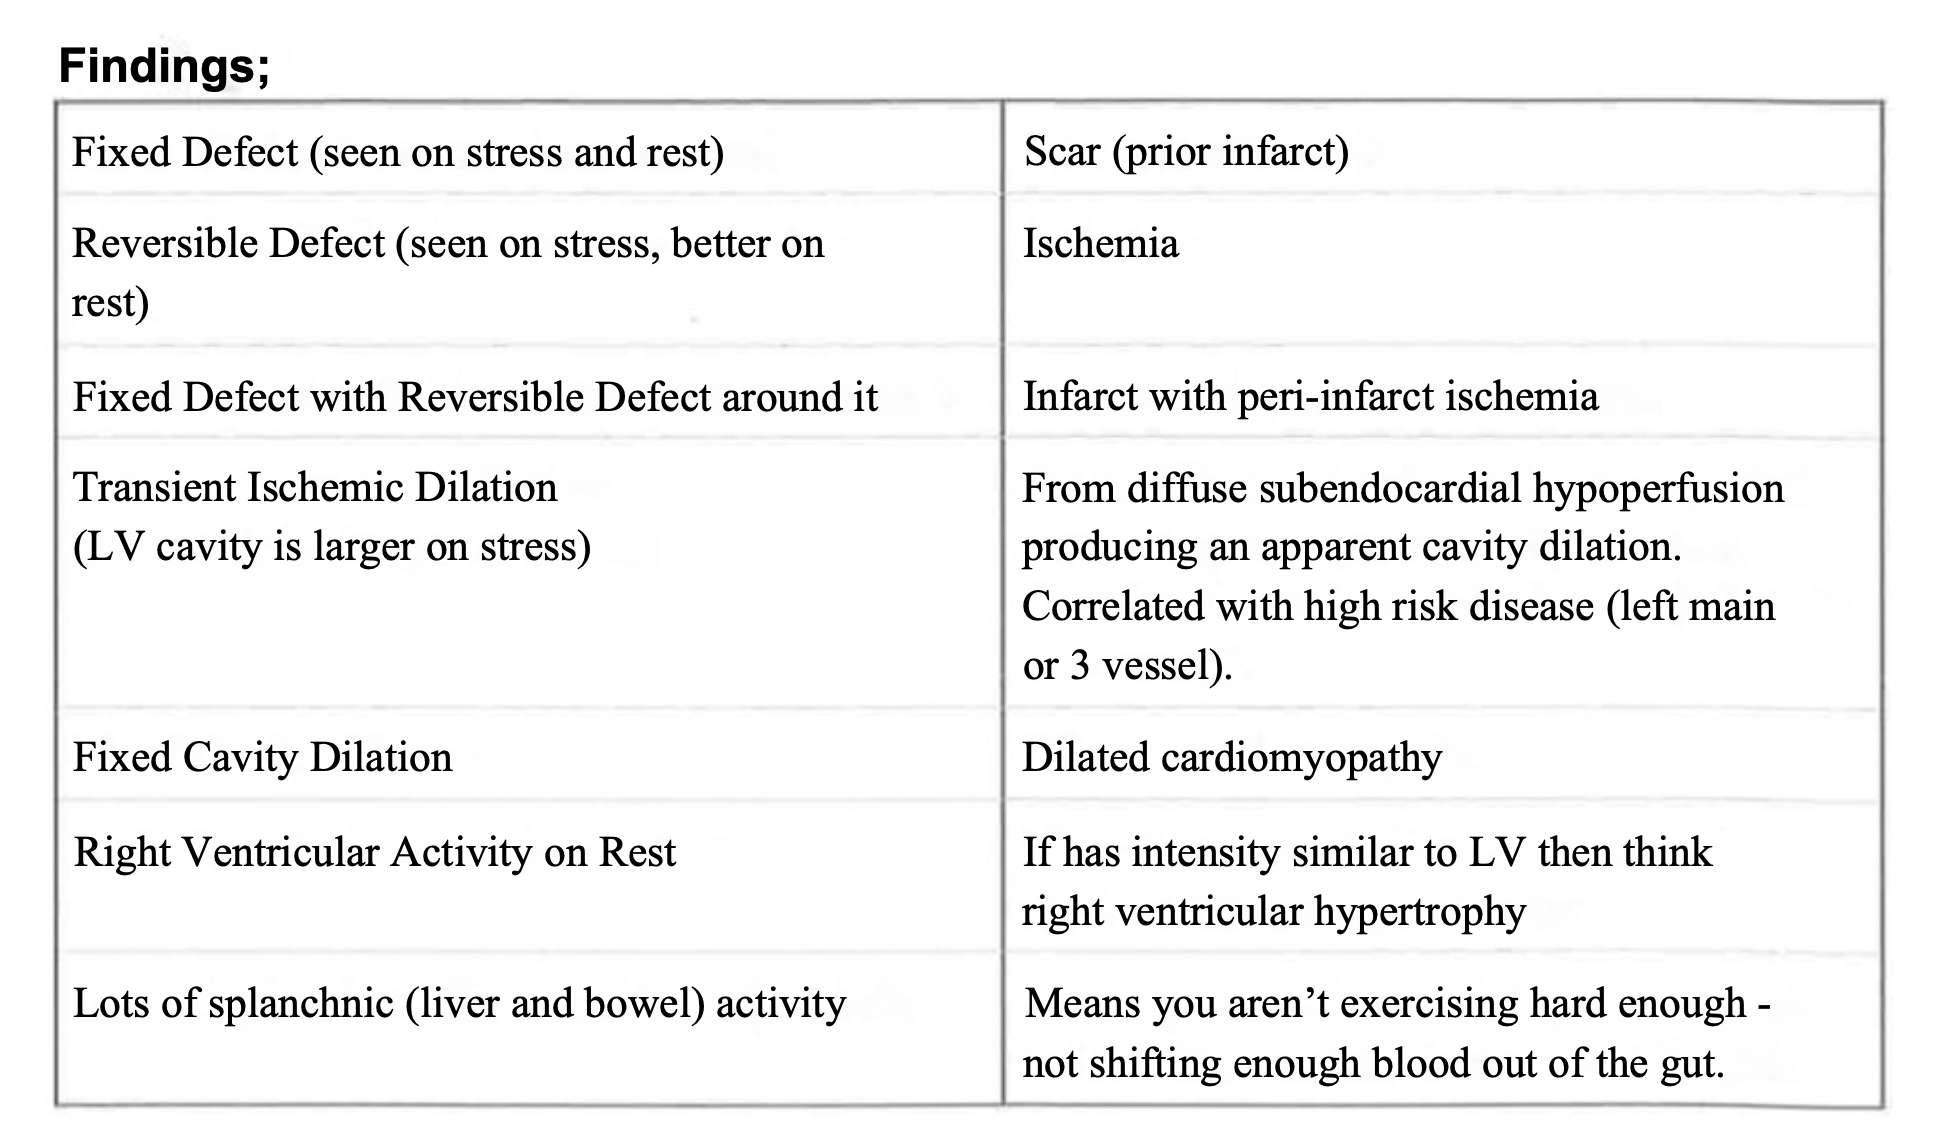 Findings;
Fixed Defect (seen on stress and rest)
Scar (prior infarct)
Reversible Defect (seen on stress, better on
rest)
Ischemia
Fixed Defect with Reversible Defect around it
Infarct with peri-infarct ischemia
Transient Ischemic Dilation
(LV cavity is larger on stress)
From diffuse subendocardial hypoperfusion
producing an apparent cavity dilation.
Correlated with high risk disease (left main
or 3 vessel).
Fixed Cavity Dilation
Dilated cardiomyopathy
Right Ventricular Activity on Rest
If has intensity similar to LV then think
right ventricular hypertrophy
Lots of splanchnic (liver and bowel) activity
Means you aren’t exercising hard enough -
not shifting enough blood out of the gut.